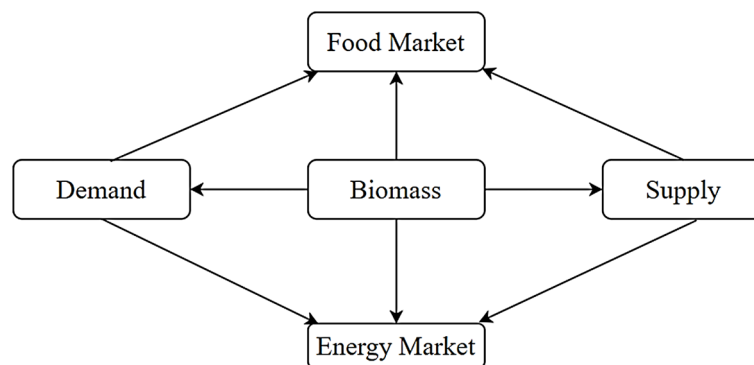 Food Market
Demand
Biomass
Supply
Energy Market